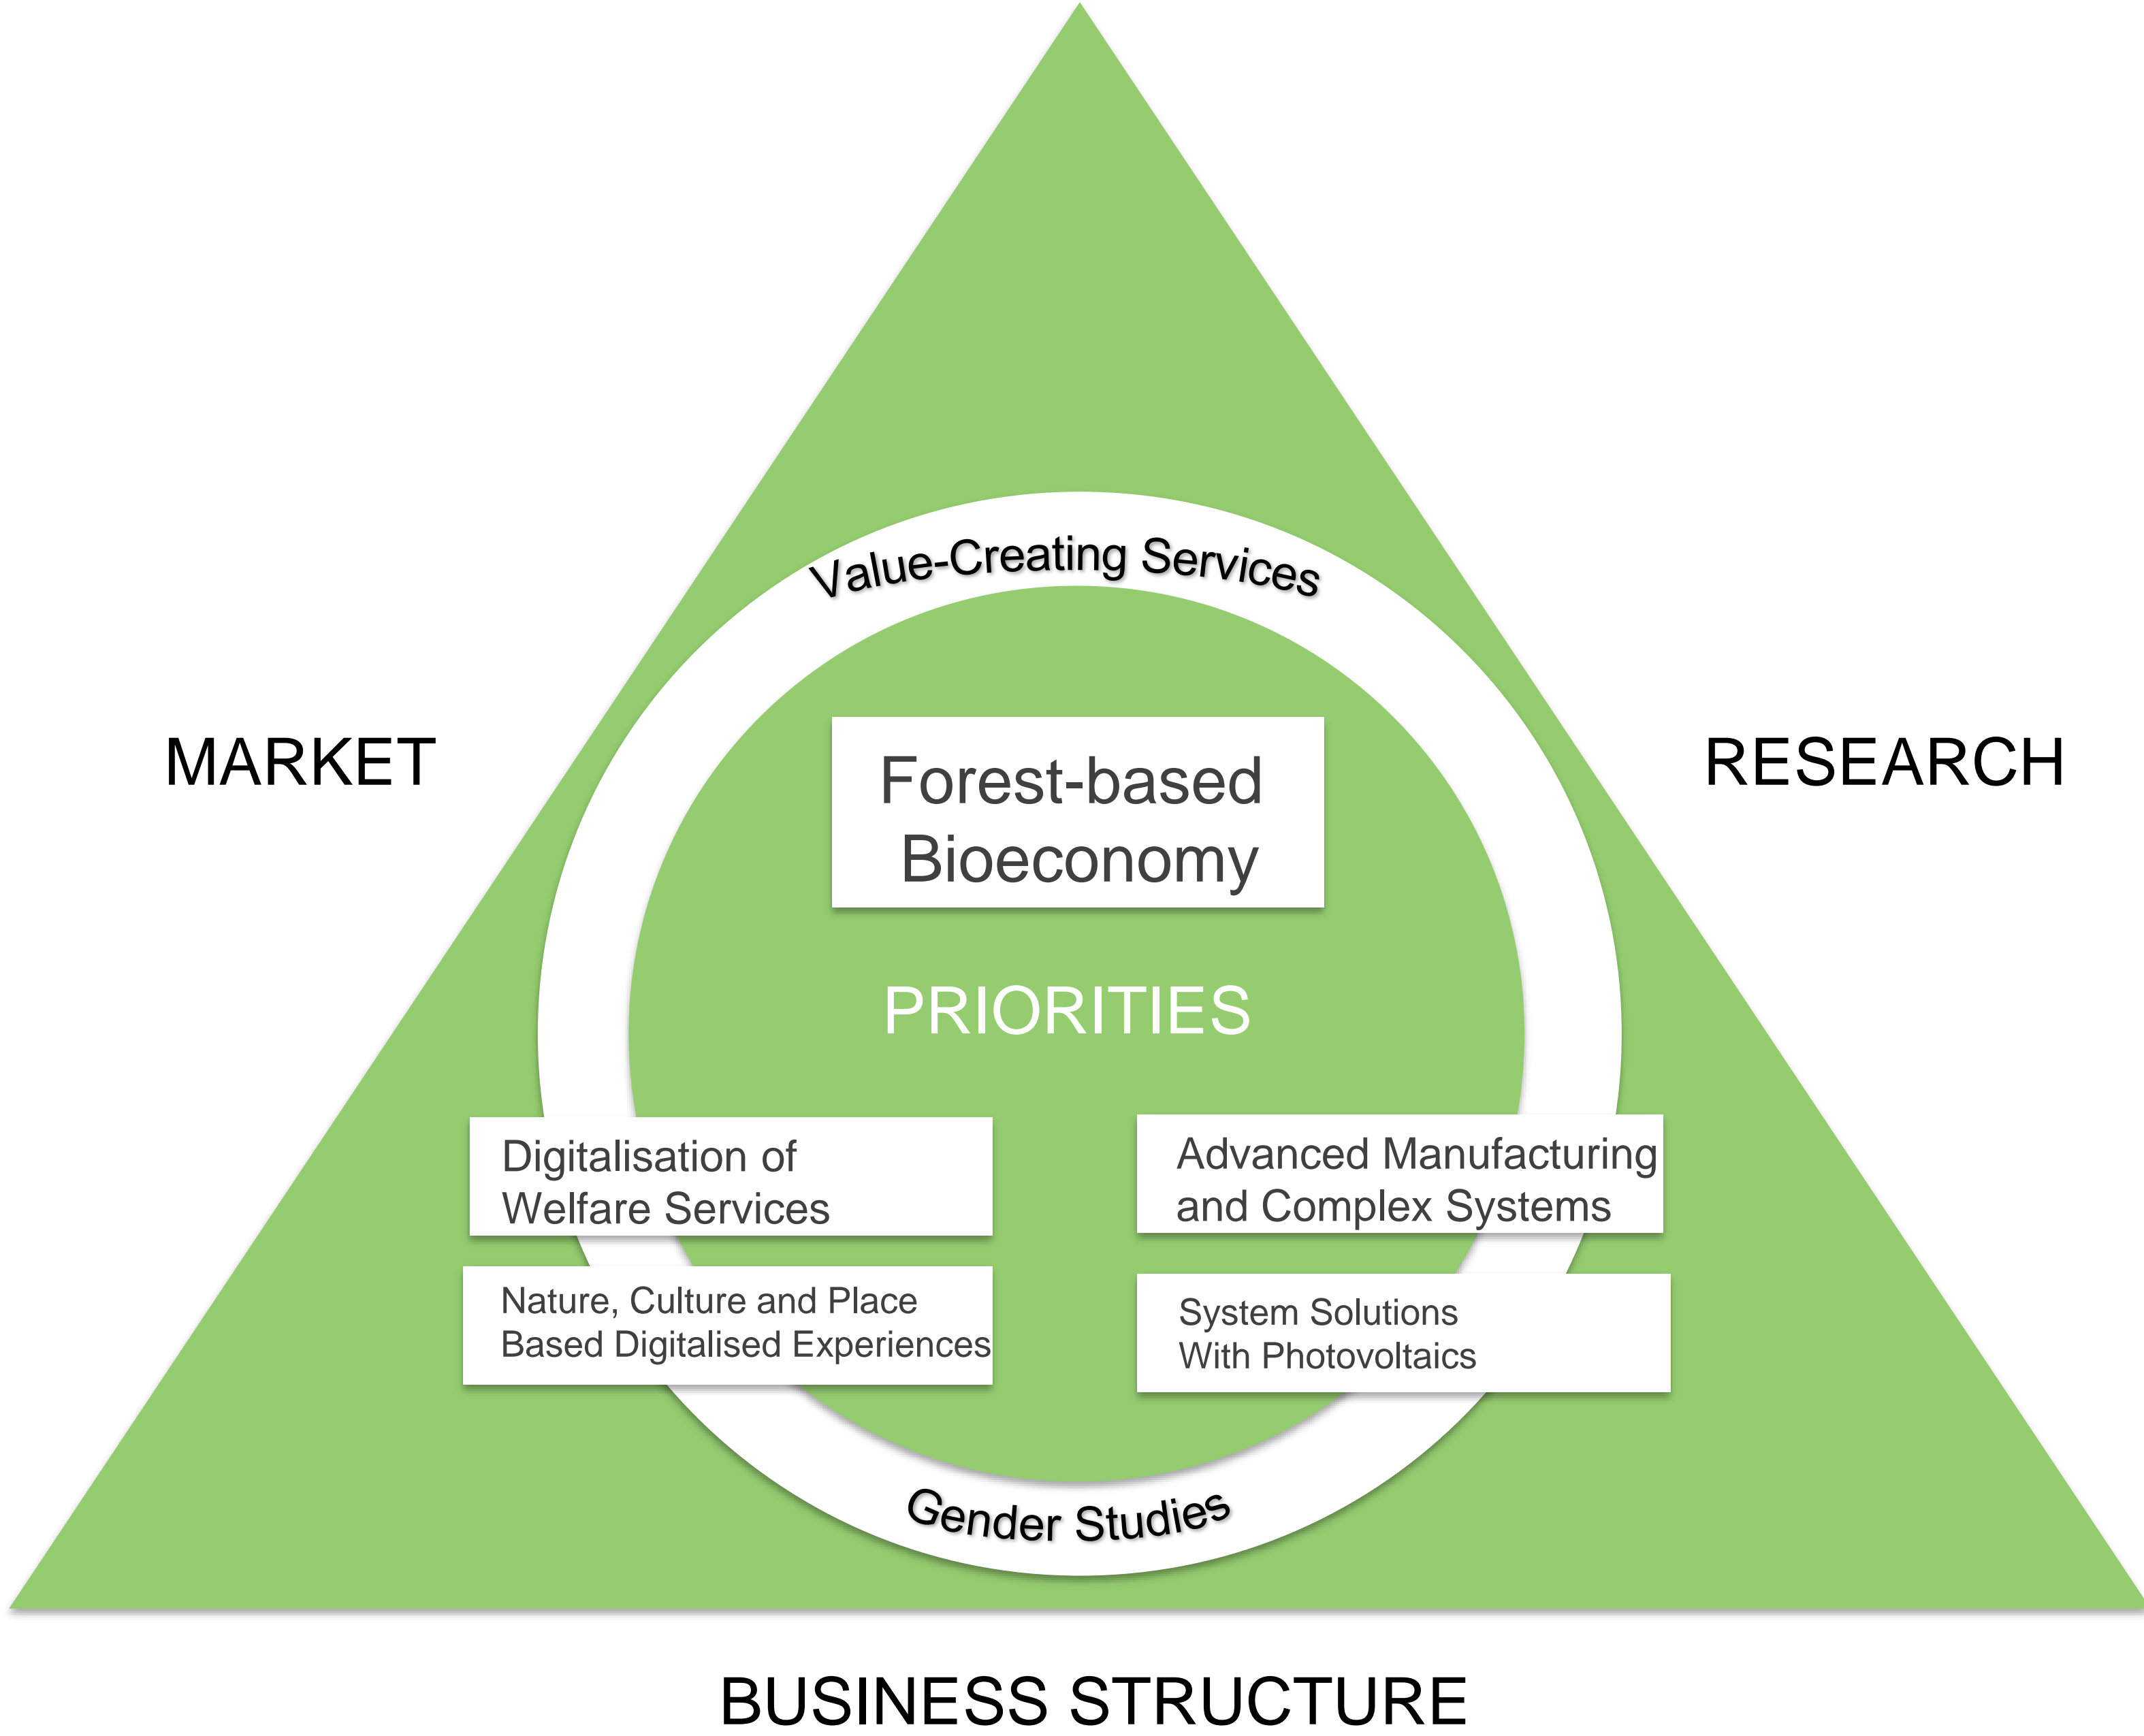 Value-Creating Services
MARKET
RESEARCH
Forest-based
Bioeconomy
PRIORITIES
Digitalisation of
Welfare Services
Advanced Manufacturing
and Complex Systems
Nature, Culture and Place
Based Digitalised Experiences
System Solutions
With Photovoltaics
Gender Studies
BUSINESS STRUCTURE